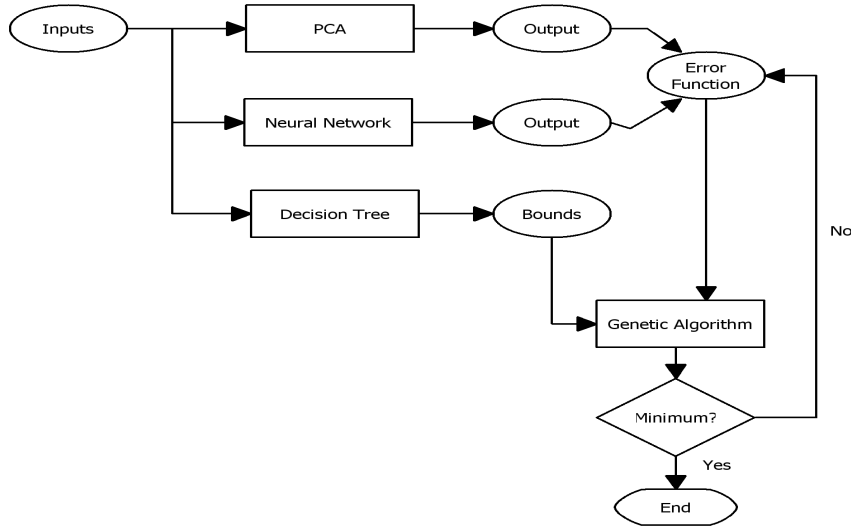 Inputs
PCA
Output
Error
Function
Neural Network
Output
Decision Tree
Bounds
No
Genetic Algorithm
Minimum?
Yes
End